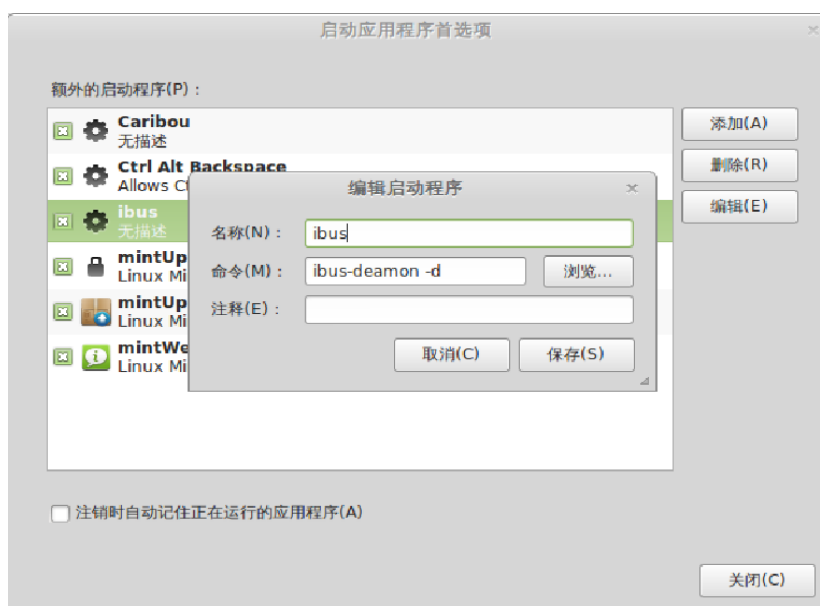 启动应用程序首选项
额外的启动程序(P)：
Caribou
无描述
添加(A)
Ctrl Alt Backspace
Allows Ct
删除(R)
编辑启动程序
ibus
无描述
编辑(E)
名称(N)： ibus
mintUp
Linux Mi
命令(M)： ibus-deamon -d 浏览...
mintUp
Linux Mi
注释(E)：
mintWe
Linux Mi
取消(C) 保存(S)
注销时自动记住正在运行的应用程序(A)
关闭(C)